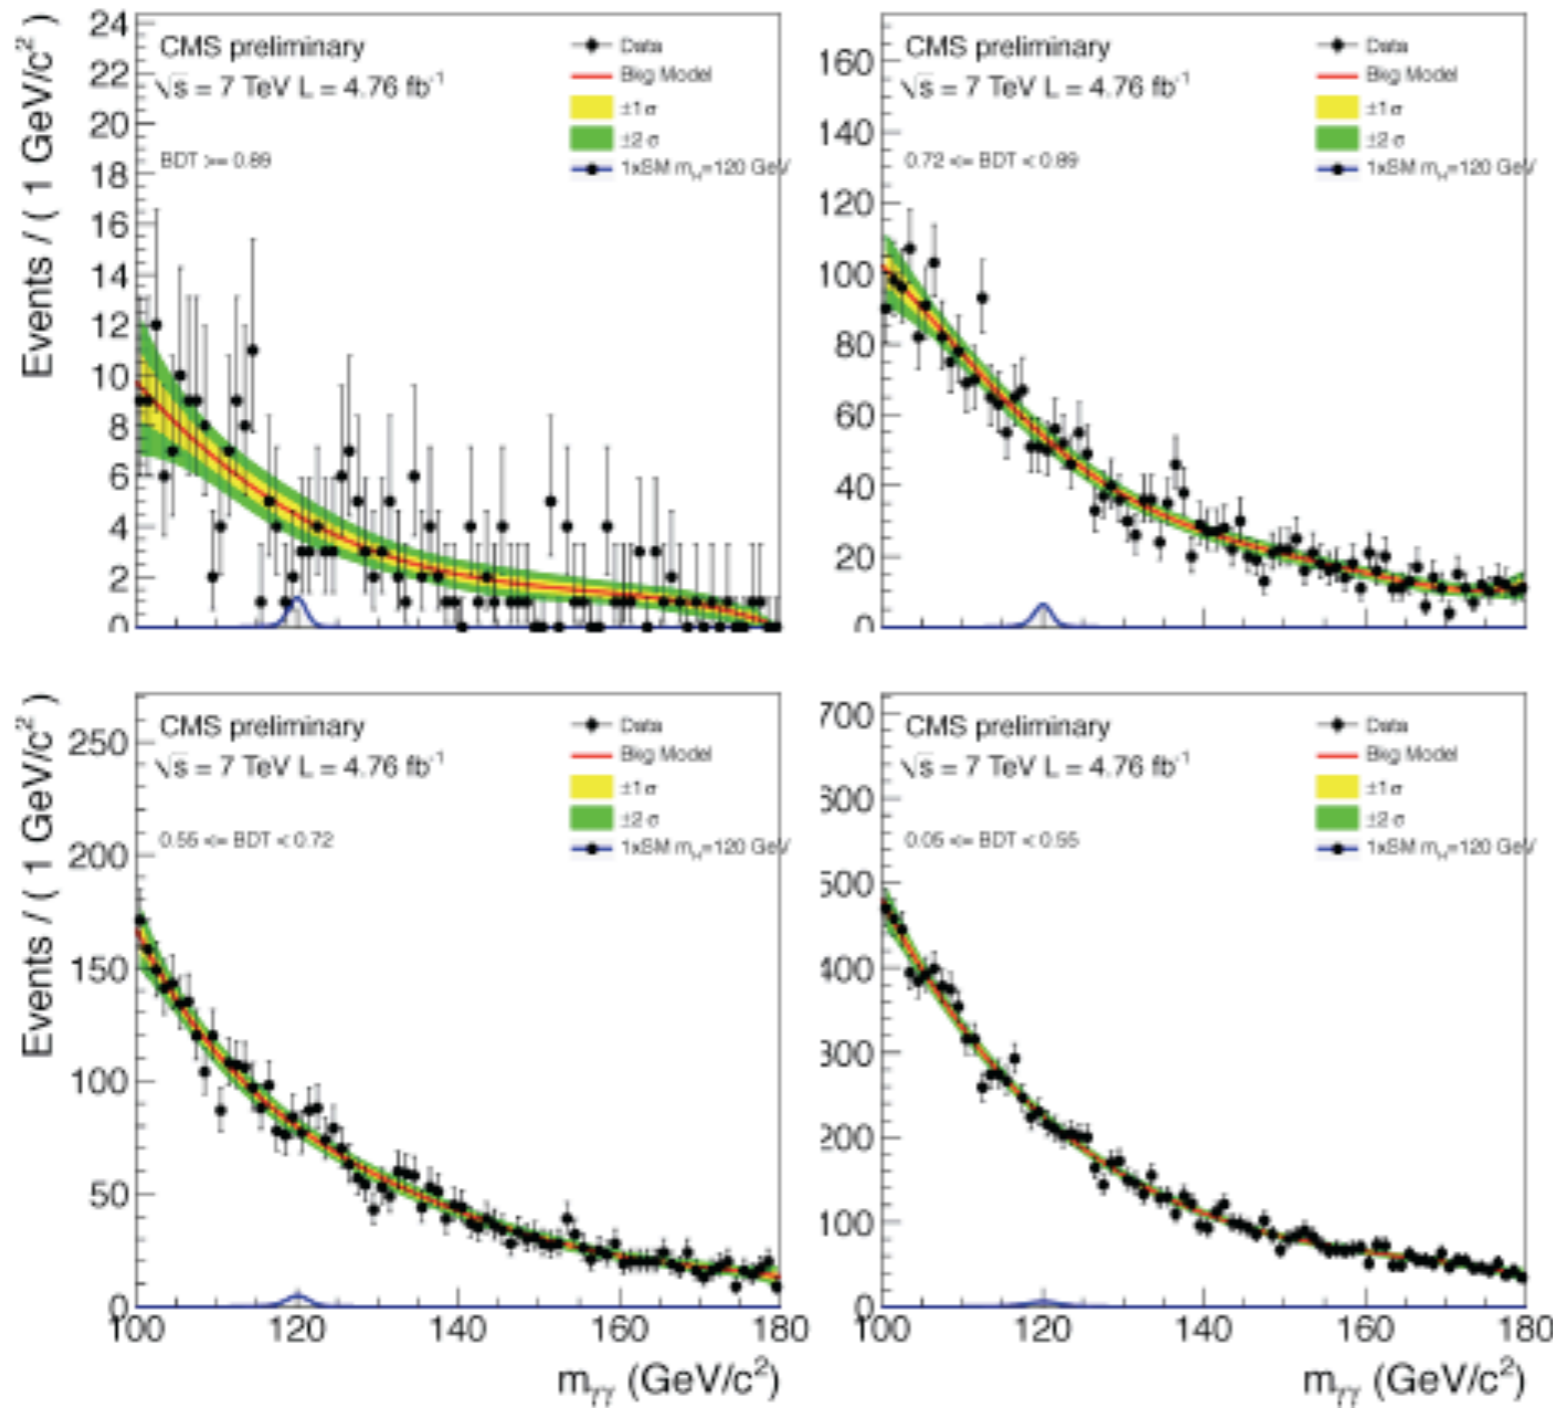 Events / ( 1 GeV/c² )
24
22
20
18
16
14
12
10
8
6
4
2
0
CMS preliminary
√s = 7 TeV L = 4.76 fb⁻¹
BDT >= 0.89
Data
Bkg Model
±1 σ
±2 σ
1xSM m_H=120 GeV
160
140
120
100
80
60
40
20
0
CMS preliminary
√s = 7 TeV L = 4.76 fb⁻¹
0.72 <= BDT < 0.89
Data
Bkg Model
±1 σ
±2 σ
1xSM m_H=120 GeV
Events / ( 1 GeV/c² )
250
200
150
100
50
0
CMS preliminary
√s = 7 TeV L = 4.76 fb⁻¹
0.55 <= BDT < 0.72
Data
Bkg Model
±1 σ
±2 σ
1xSM m_H=120 GeV
100 120 140 160 180
m_γγ (GeV/c²)
700
600
500
400
300
200
100
0
CMS preliminary
√s = 7 TeV L = 4.76 fb⁻¹
0.05 <= BDT < 0.55
Data
Bkg Model
±1 σ
±2 σ
1xSM m_H=120 GeV
100 120 140 160 180
m_γγ (GeV/c²)